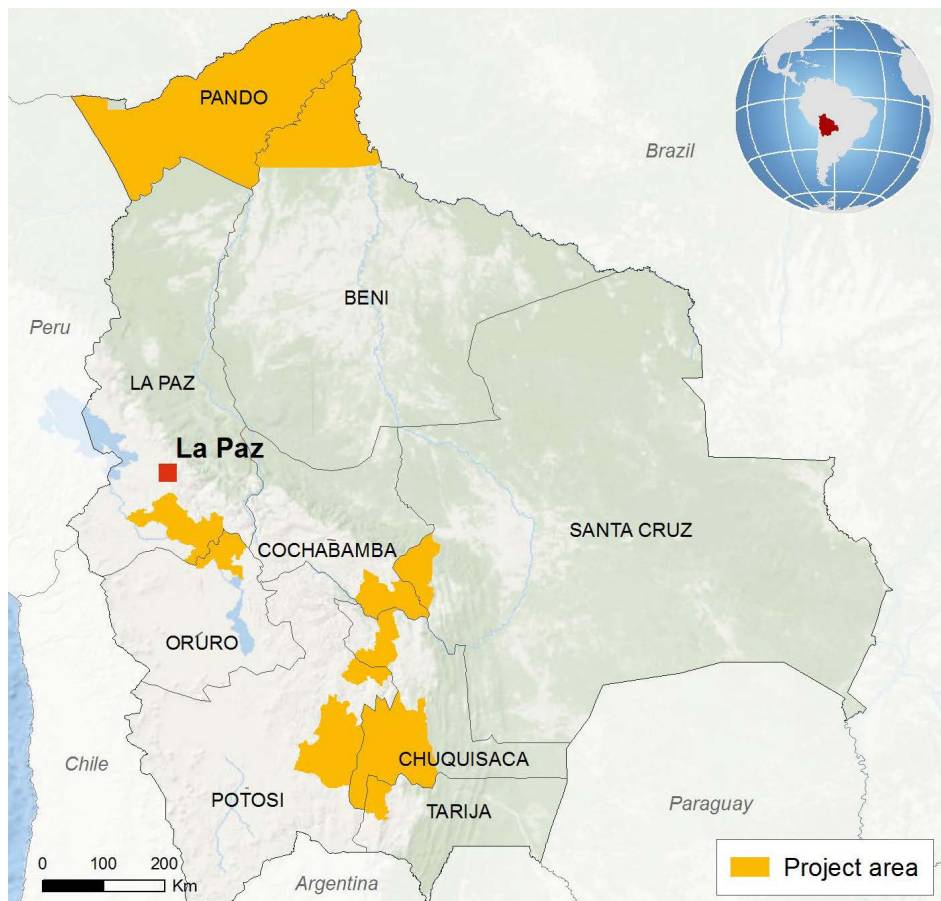 PANDO
Brazil
BENI
Peru
LA PAZ
La Paz
SANTA CRUZ
COCHABAMBA
ORURO
CHUQUISACA
Chile
POTOSI
TARIJA
Paraguay
0 100 200
Km
Argentina
Project area